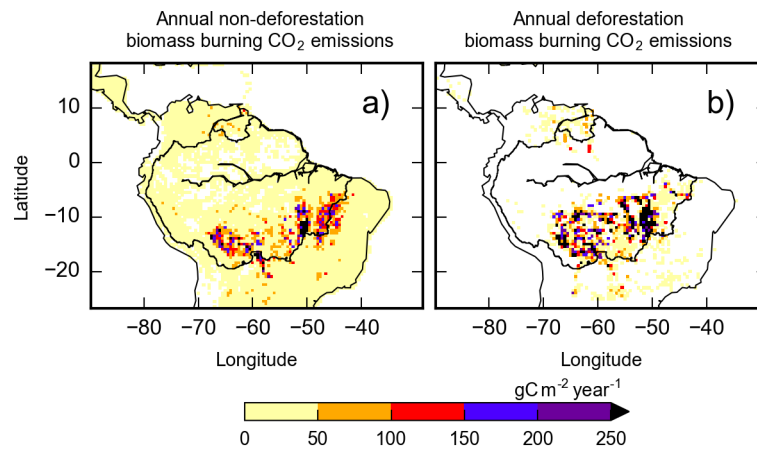 Annual non-deforestation
biomass burning CO₂ emissions
Annual deforestation
biomass burning CO₂ emissions
a)
b)
Latitude
10
0
−10
−20
−80 −70 −60 −50 −40
−80 −70 −60 −50 −40
Longitude
Longitude
gC m⁻² year⁻¹
0 50 100 150 200 250